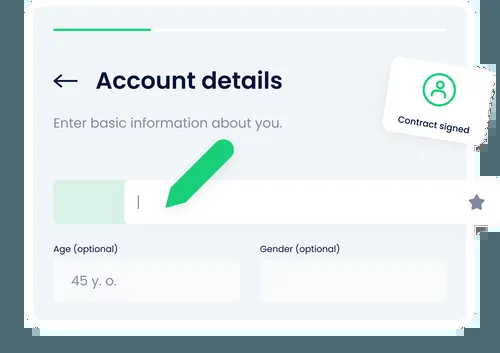 Account details
Contract signed
Enter basic information about you.
Age (optional)
Gender (optional)
45 y. o.